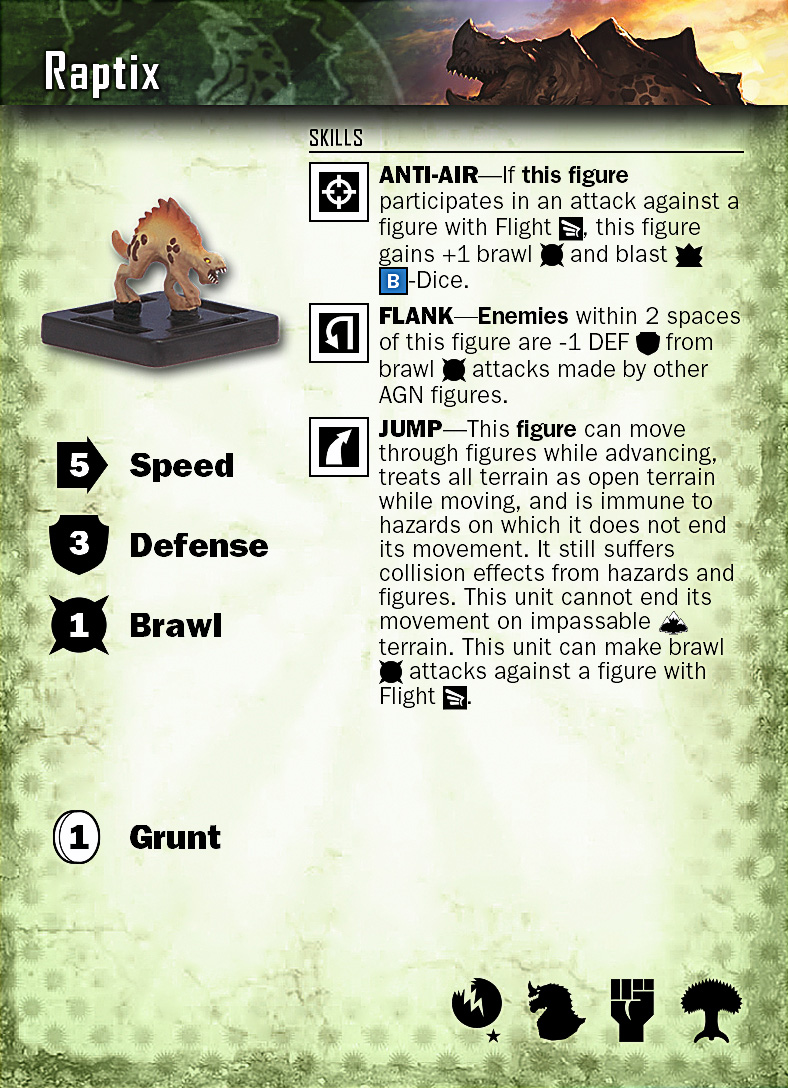 Raptix
SKILLS
ANTI-AIR—If this figure
participates in an attack against a
figure with Flight , this figure
gains +1 brawl and blast
B-Dice.
FLANK—Enemies within 2 spaces
of this figure are -1 DEF from
brawl attacks made by other
AGN figures.
JUMP—This figure can move
through figures while advancing,
treats all terrain as open terrain
while moving, and is immune to
hazards on which it does not end
its movement. It still suffers
collision effects from hazards and
figures. This unit cannot end its
movement on impassable
terrain. This unit can make brawl
attacks against a figure with
Flight .
5 Speed
3 Defense
1 Brawl
1 Grunt